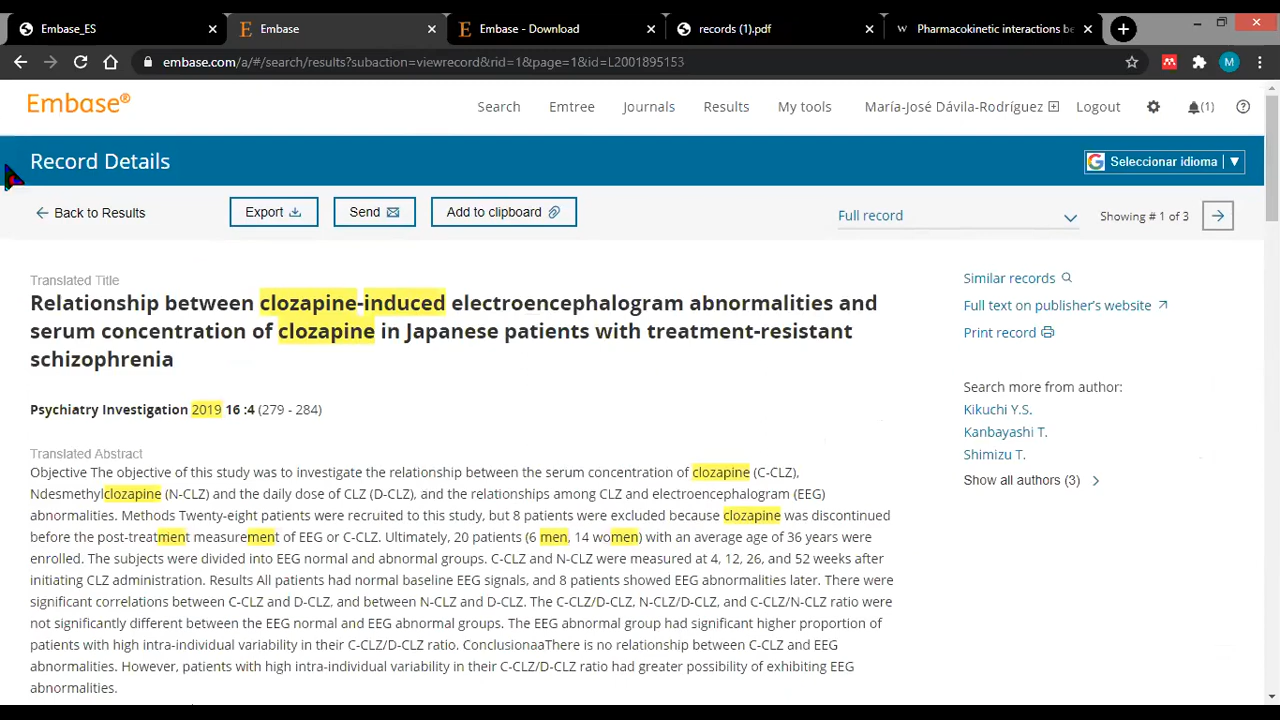 Embase_ES
Embase
Embase - Download
records (1).pdf
Pharmacokinetic interactions be
embase.com/a/#/search/results?subaction=viewrecord&rid=1&page=1&id=L2001895153
M
Embase®
Search
Emtree
Journals
Results
My tools
María-José Dávila-Rodríguez
Logout
(1)
Record Details
Seleccionar idioma
Back to Results
Export
Send
Add to clipboard
Full record
Showing # 1 of 3
Translated Title
Relationship between clozapine-induced electroencephalogram abnormalities and
serum concentration of clozapine in Japanese patients with treatment-resistant
schizophrenia
Psychiatry Investigation 2019 16 :4 (279 - 284)
Translated Abstract
Objective The objective of this study was to investigate the relationship between the serum concentration of clozapine (C-CLZ),
Ndesmethylclozapine (N-CLZ) and the daily dose of CLZ (D-CLZ), and the relationships among CLZ and electroencephalogram (EEG)
abnormalities. Methods Twenty-eight patients were recruited to this study, but 8 patients were excluded because clozapine was discontinued
before the post-treatment measurement of EEG or C-CLZ. Ultimately, 20 patients (6 men, 14 women) with an average age of 36 years were
enrolled. The subjects were divided into EEG normal and abnormal groups. C-CLZ and N-CLZ were measured at 4, 12, 26, and 52 weeks after
initiating CLZ administration. Results All patients had normal baseline EEG signals, and 8 patients showed EEG abnormalities later. There were
significant correlations between C-CLZ and D-CLZ, and between N-CLZ and D-CLZ. The C-CLZ/D-CLZ, N-CLZ/D-CLZ, and C-CLZ/N-CLZ ratio were
not significantly different between the EEG normal and EEG abnormal groups. The EEG abnormal group had significant higher proportion of
patients with high intra-individual variability in their C-CLZ/D-CLZ ratio. ConclusionaaThere is no relationship between C-CLZ and EEG
abnormalities. However, patients with high intra-individual variability in their C-CLZ/D-CLZ ratio had greater possibility of exhibiting EEG
abnormalities.
Similar records
Full text on publisher's website
Print record
Search more from author:
Kikuchi Y.S.
Kanbayashi T.
Shimizu T.
Show all authors (3)